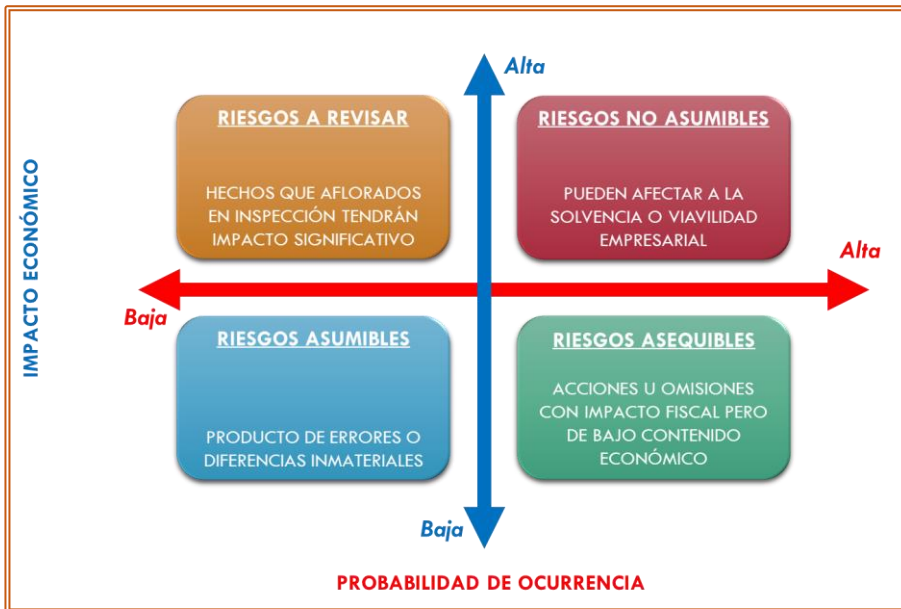 Alta
RIESGOS A REVISAR
HECHOS QUE AFLORADOS
EN INSPECCIÓN TENDRÁN
IMPACTO SIGNIFICATIVO
RIESGOS NO ASUMIBLES
PUEDEN AFECTAR A LA
SOLVENCIA O VIAVILIDAD
EMPRESARIAL
IMPACTO ECONÓMICO
Alta
Baja
RIESGOS ASUMIBLES
PRODUCTO DE ERRORES O
DIFERENCIAS INMATERIALES
RIESGOS ASEQUIBLES
ACCIONES U OMISIONES
CON IMPACTO FISCAL PERO
DE BAJO CONTENIDO
ECONÓMICO
Baja
PROBABILIDAD DE OCURRENCIA